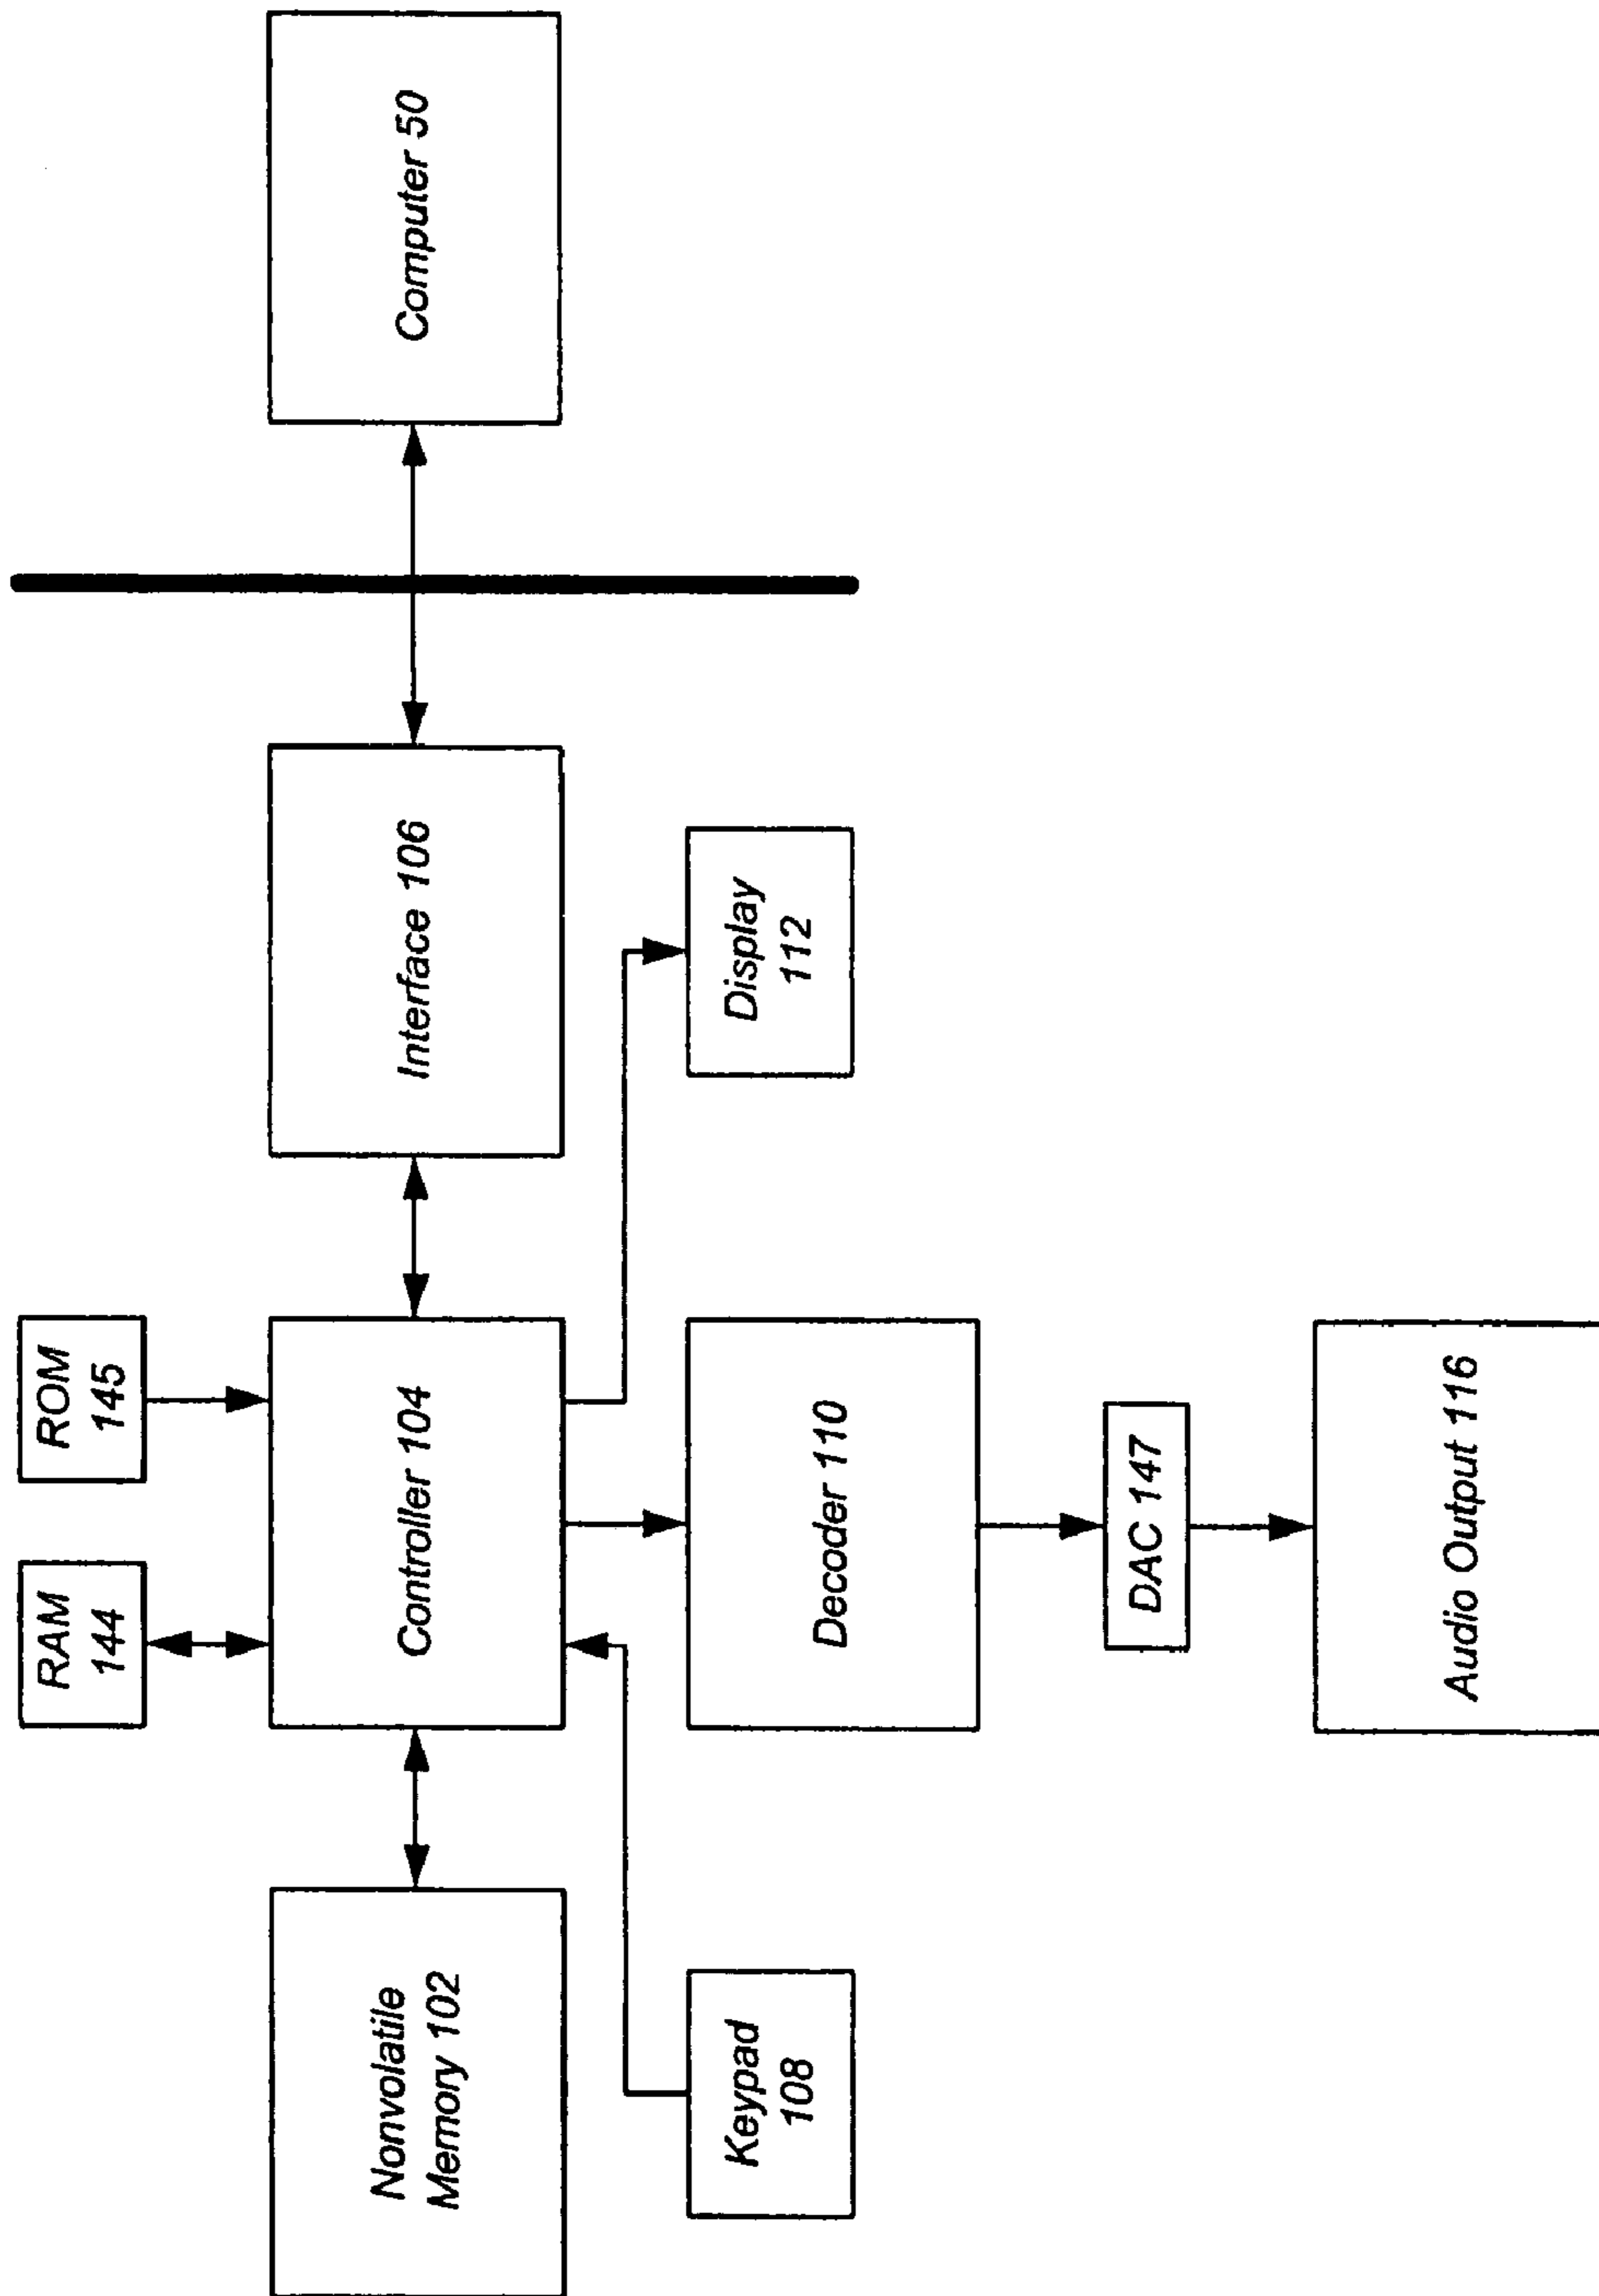 RAM
144
ROM
145
Nonvolatile
Memory 102
Controller 104
Interface 106
Computer 50
Keypad
108
Decoder 110
Display
112
DAC 147
Audio Output 116